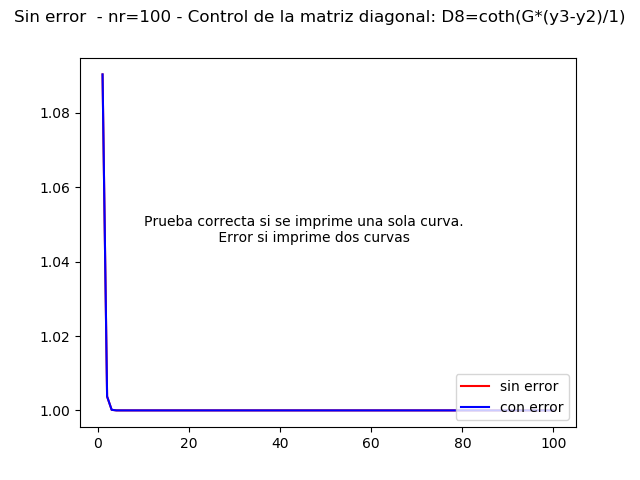 Sin error  - nr=100 - Control de la matriz diagonal: D8=coth(G*(y3-y2)/1)
1.08
1.06
1.04
1.02
1.00
Prueba correcta si se imprime una sola curva.
Error si imprime dos curvas
sin error
con error
0
20
40
60
80
100